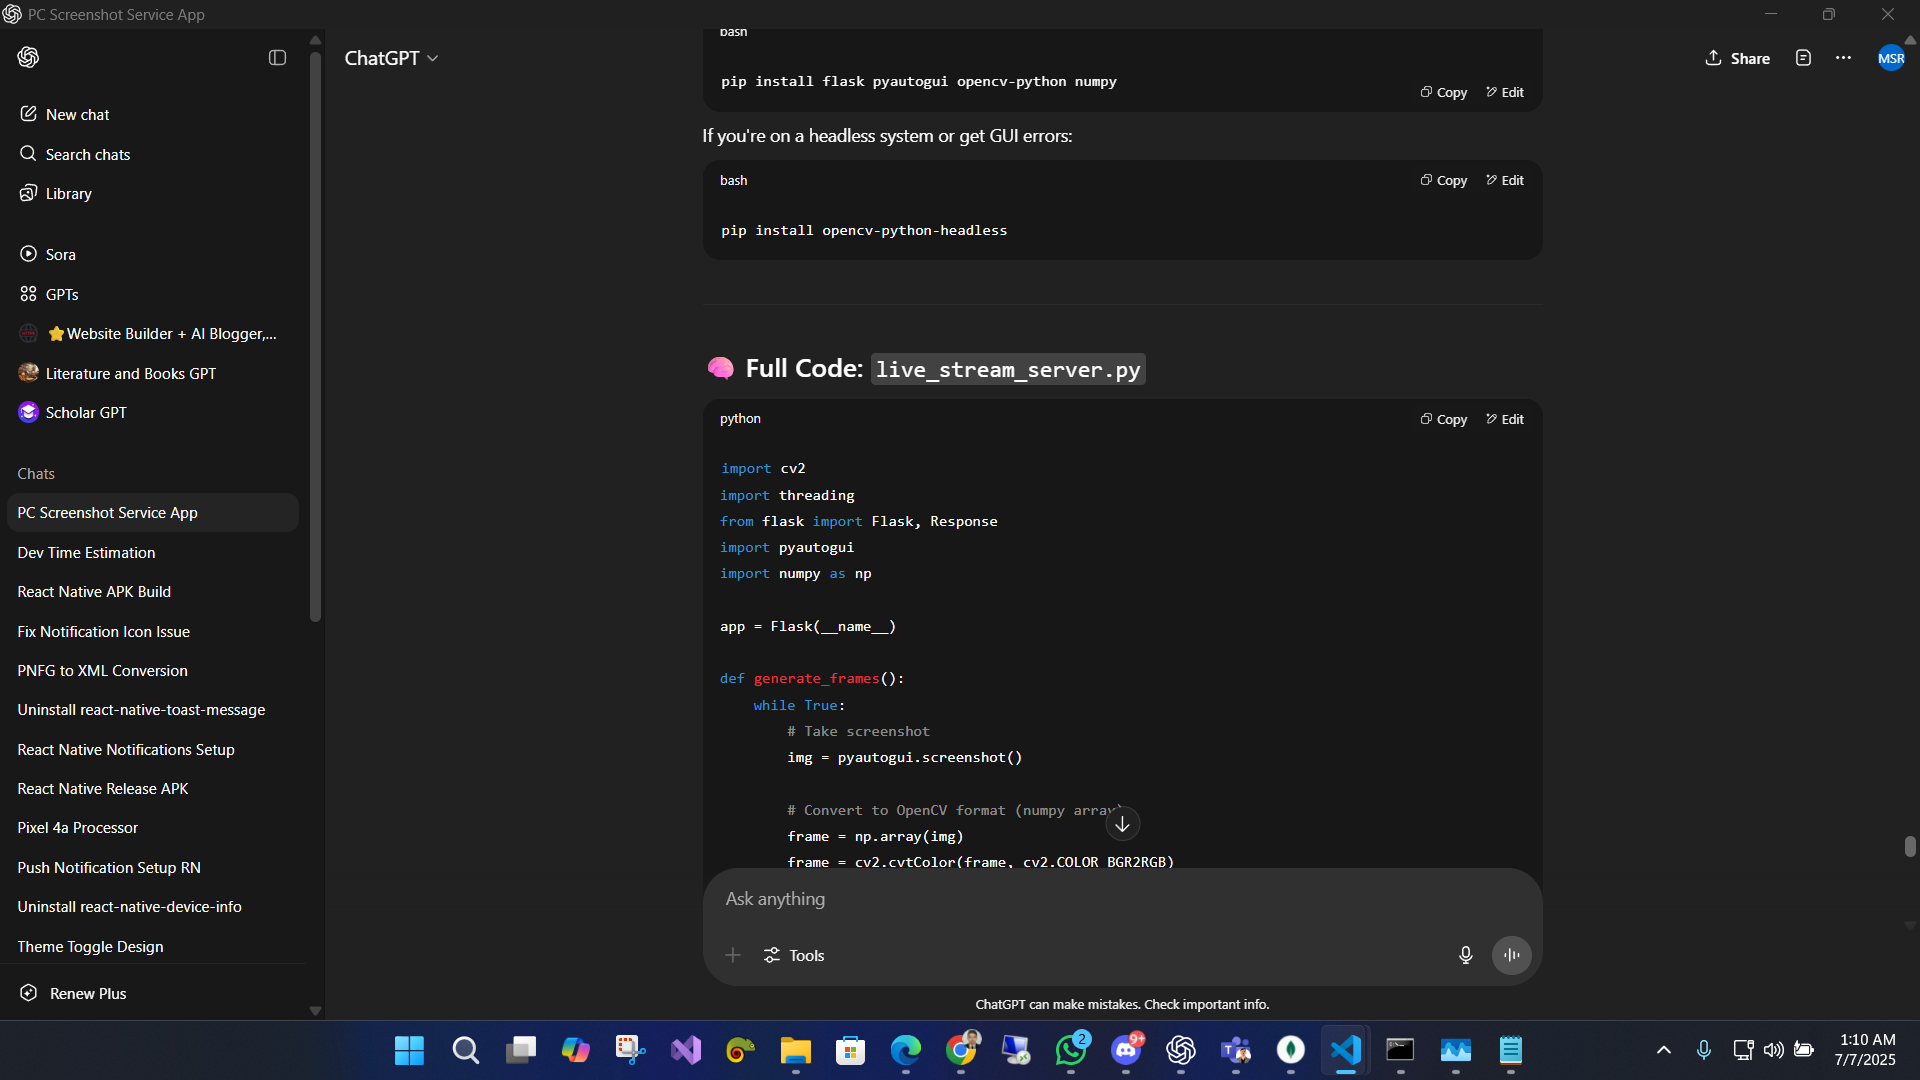 PC Screenshot Service App
ChatGPT
Share
MSR
New chat
Search chats
Library
Sora
GPTs
⭐Website Builder + AI Blogger,...
Literature and Books GPT
Scholar GPT
Chats
PC Screenshot Service App
Dev Time Estimation
React Native APK Build
Fix Notification Icon Issue
PNFG to XML Conversion
Uninstall react-native-toast-message
React Native Notifications Setup
React Native Release APK
Pixel 4a Processor
Push Notification Setup RN
Uninstall react-native-device-info
Theme Toggle Design
Renew Plus
bash
pip install flask pyautogui opencv-python numpy
Copy Edit
If you're on a headless system or get GUI errors:
bash Copy Edit
pip install opencv-python-headless
🧠 Full Code: live_stream_server.py
python Copy Edit
import cv2
import threading
from flask import Flask, Response
import pyautogui
import numpy as np
app = Flask(__name__)
def generate_frames():
    while True:
        # Take screenshot
        img = pyautogui.screenshot()
        # Convert to OpenCV format (numpy array)
        frame = np.array(img)
        frame = cv2.cvtColor(frame, cv2.COLOR_BGR2RGB)
Ask anything
Tools
ChatGPT can make mistakes. Check important info.
2
9+
1:10 AM
7/7/2025